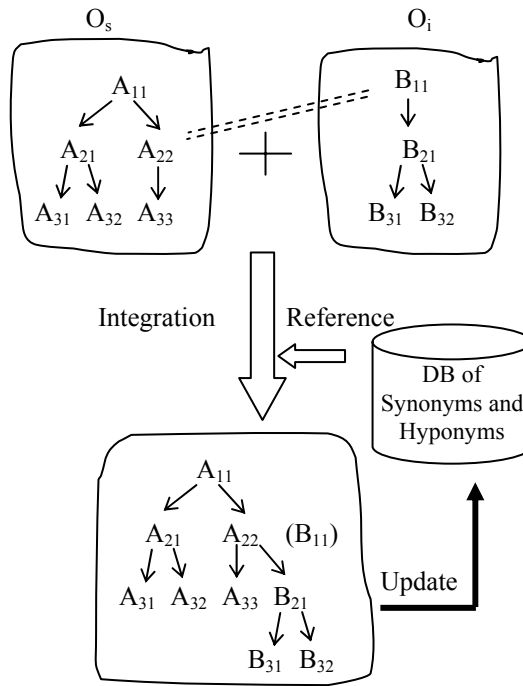 Oₛ Oᵢ
A₁₁ B₁₁
A₂₁ A₂₂ B₂₁
A₃₁ A₃₂ A₃₃ B₃₁ B₃₂
Integration Reference
DB of
Synonyms and
Hyponyms
A₁₁
A₂₁ A₂₂ (B₁₁)
A₃₁ A₃₂ A₃₃ B₂₁
Update
B₃₁ B₃₂